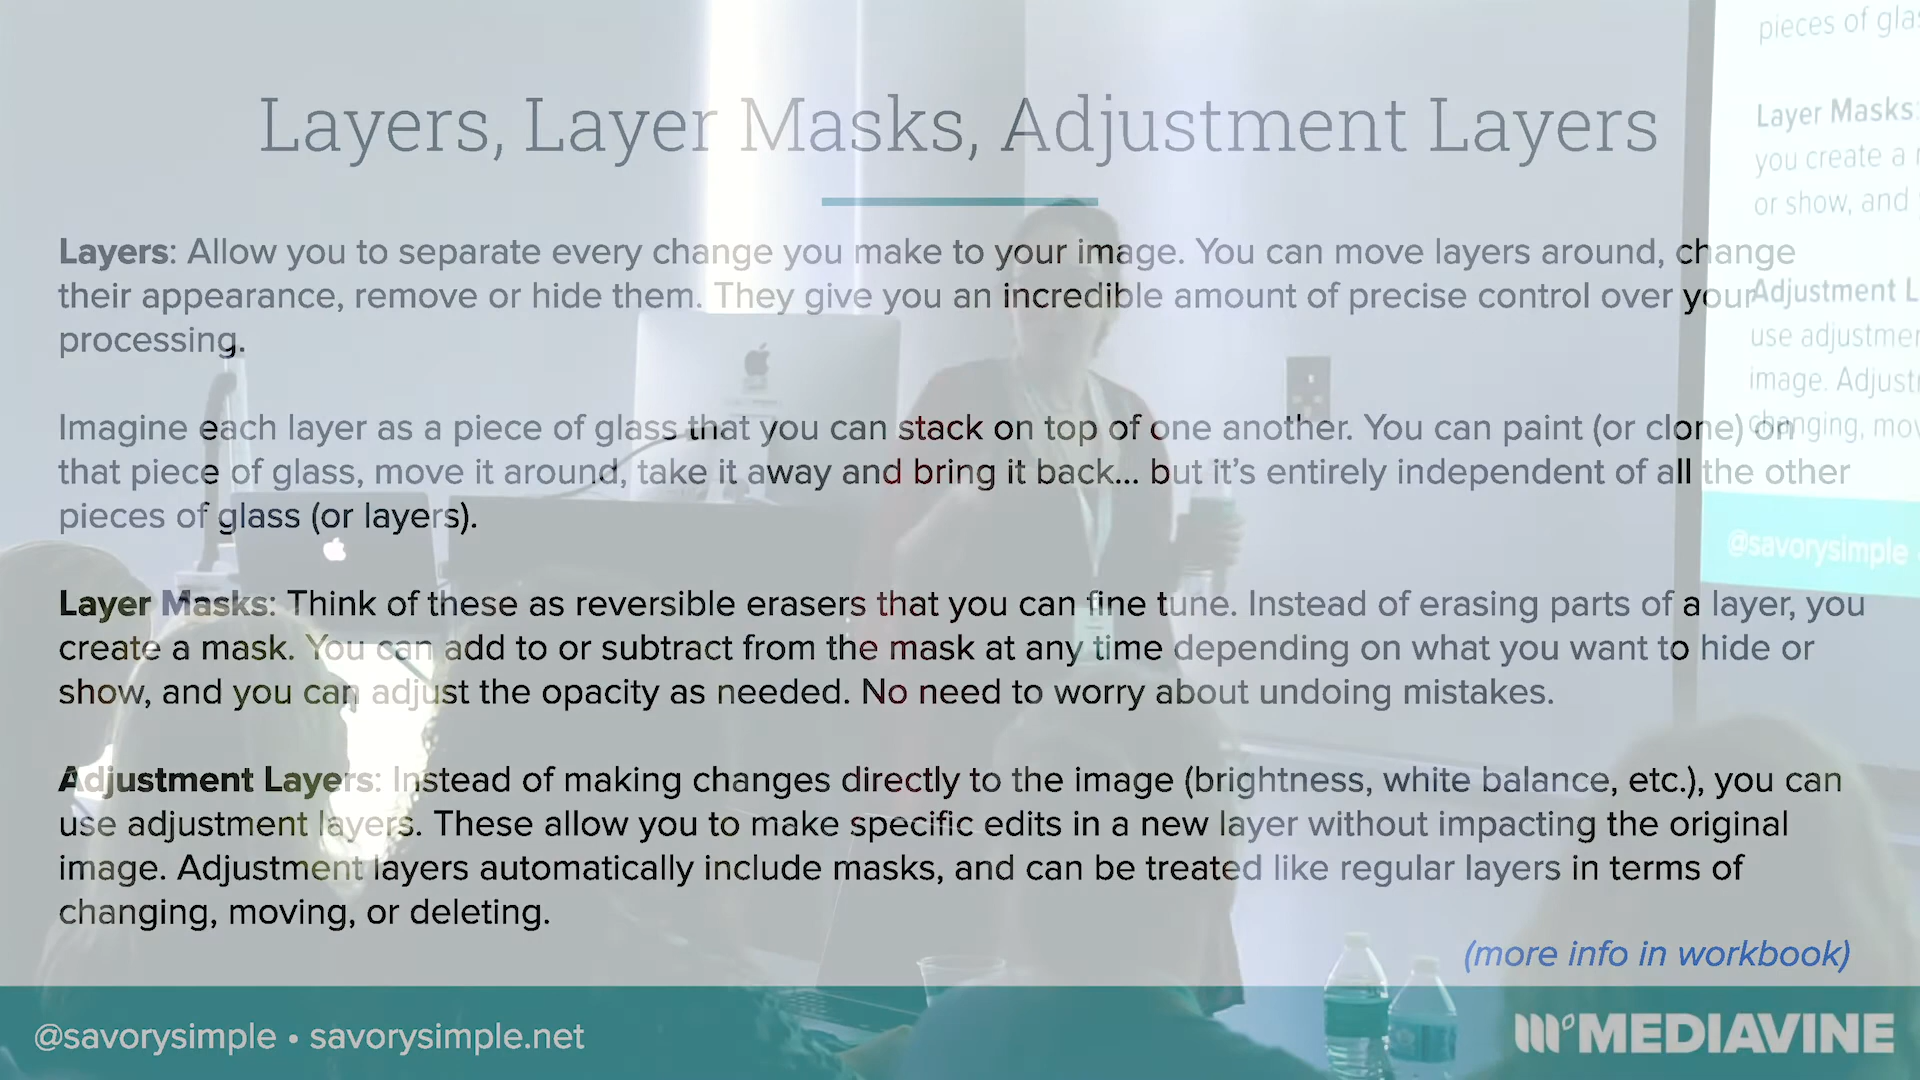 Layers, Layer Masks, Adjustment Layers
Layers: Allow you to separate every change you make to your image. You can move layers around, change
their appearance, remove or hide them. They give you an incredible amount of precise control over your
processing.
Imagine each layer as a piece of glass that you can stack on top of one another. You can paint (or clone) on
that piece of glass, move it around, take it away and bring it back... but it’s entirely independent of all the other
pieces of glass (or layers).
Layer Masks: Think of these as reversible erasers that you can fine tune. Instead of erasing parts of a layer, you
create a mask. You can add to or subtract from the mask at any time depending on what you want to hide or
show, and you can adjust the opacity as needed. No need to worry about undoing mistakes.
Adjustment Layers: Instead of making changes directly to the image (brightness, white balance, etc.), you can
use adjustment layers. These allow you to make specific edits in a new layer without impacting the original
image. Adjustment layers automatically include masks, and can be treated like regular layers in terms of
changing, moving, or deleting.
(more info in workbook)
@savorysimple • savorysimple.net
MEDIAVINE
pieces of
Layer Masks
you create a
or show, and
Adjustment
use
image.
@savorysimple